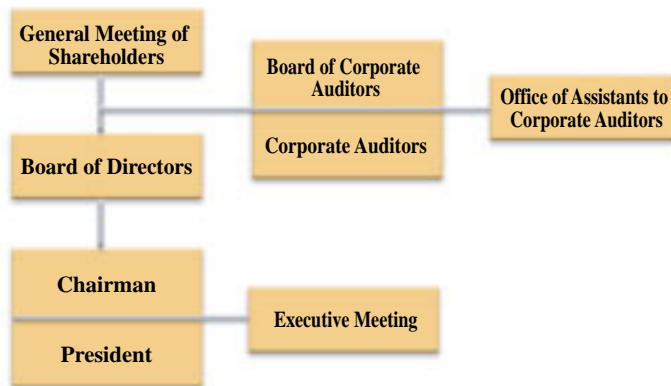 General Meeting of
Shareholders
Board of Corporate
Auditors
Office of Assistants to
Corporate Auditors
Corporate Auditors
Board of Directors
Chairman
Executive Meeting
President